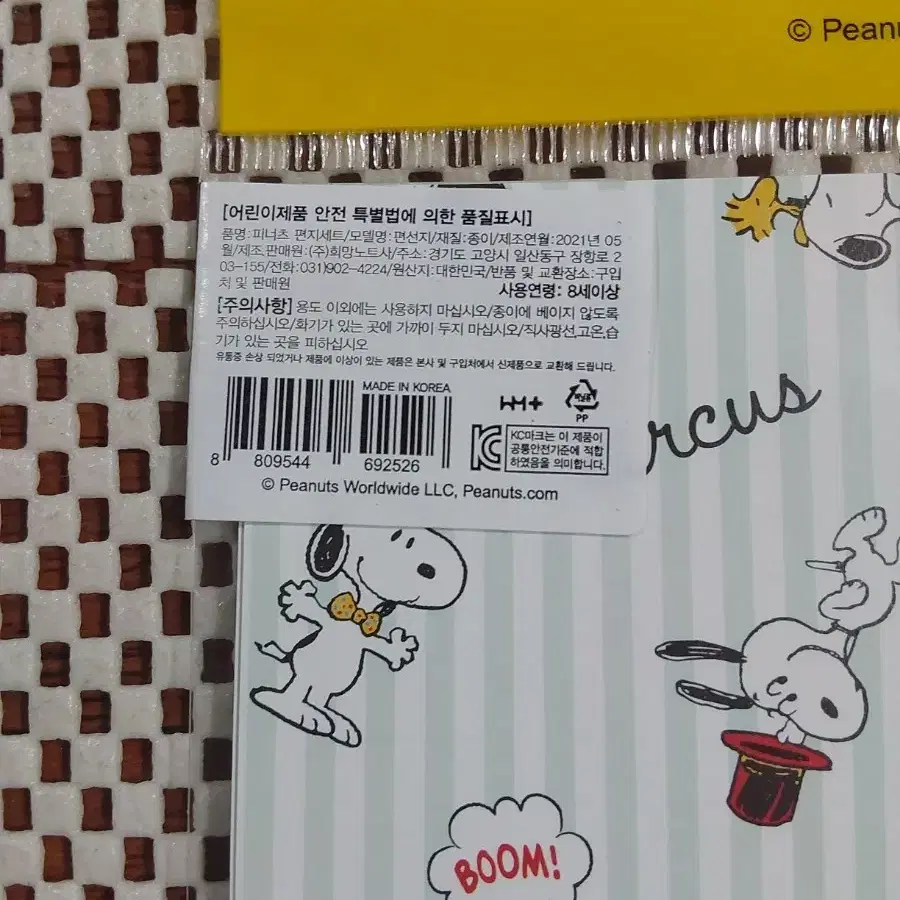 © Peanu
[어린이제품 안전 특별법에 의한 품질표시]
품명: 피너츠 편지세트/모델명: 편선지/재질:종이/제조연월:2021년 05
월/제조,판매원:(주)희망노트사/주소:경기도 고양시 일산동구 장항로 2
03-155/전화:031)902-4224/원산지:대한민국/반품 및 교환장소:구입
처 및 판매원
사용연령: 8세이상
[주의사항] 용도 이외에는 사용하지 마십시오/종이에 베이지 않도록
주의하십시오/화기가 있는 곳에 가까이 두지 마십시오/직사광선,고온,습
기가 있는 곳을 피하십시오
유통중 손상 되었거나 제품에 이상이 있는 제품은 본사 및 구입처에서 신제품으로 교환해 드립니다.
MADE IN KOREA
PP
KC마크는 이 제품이
공통안전기준에 적합
하였음을 의미합니다.
8 809544 692526
© Peanuts Worldwide LLC, Peanuts.com
rcus
BOOM!